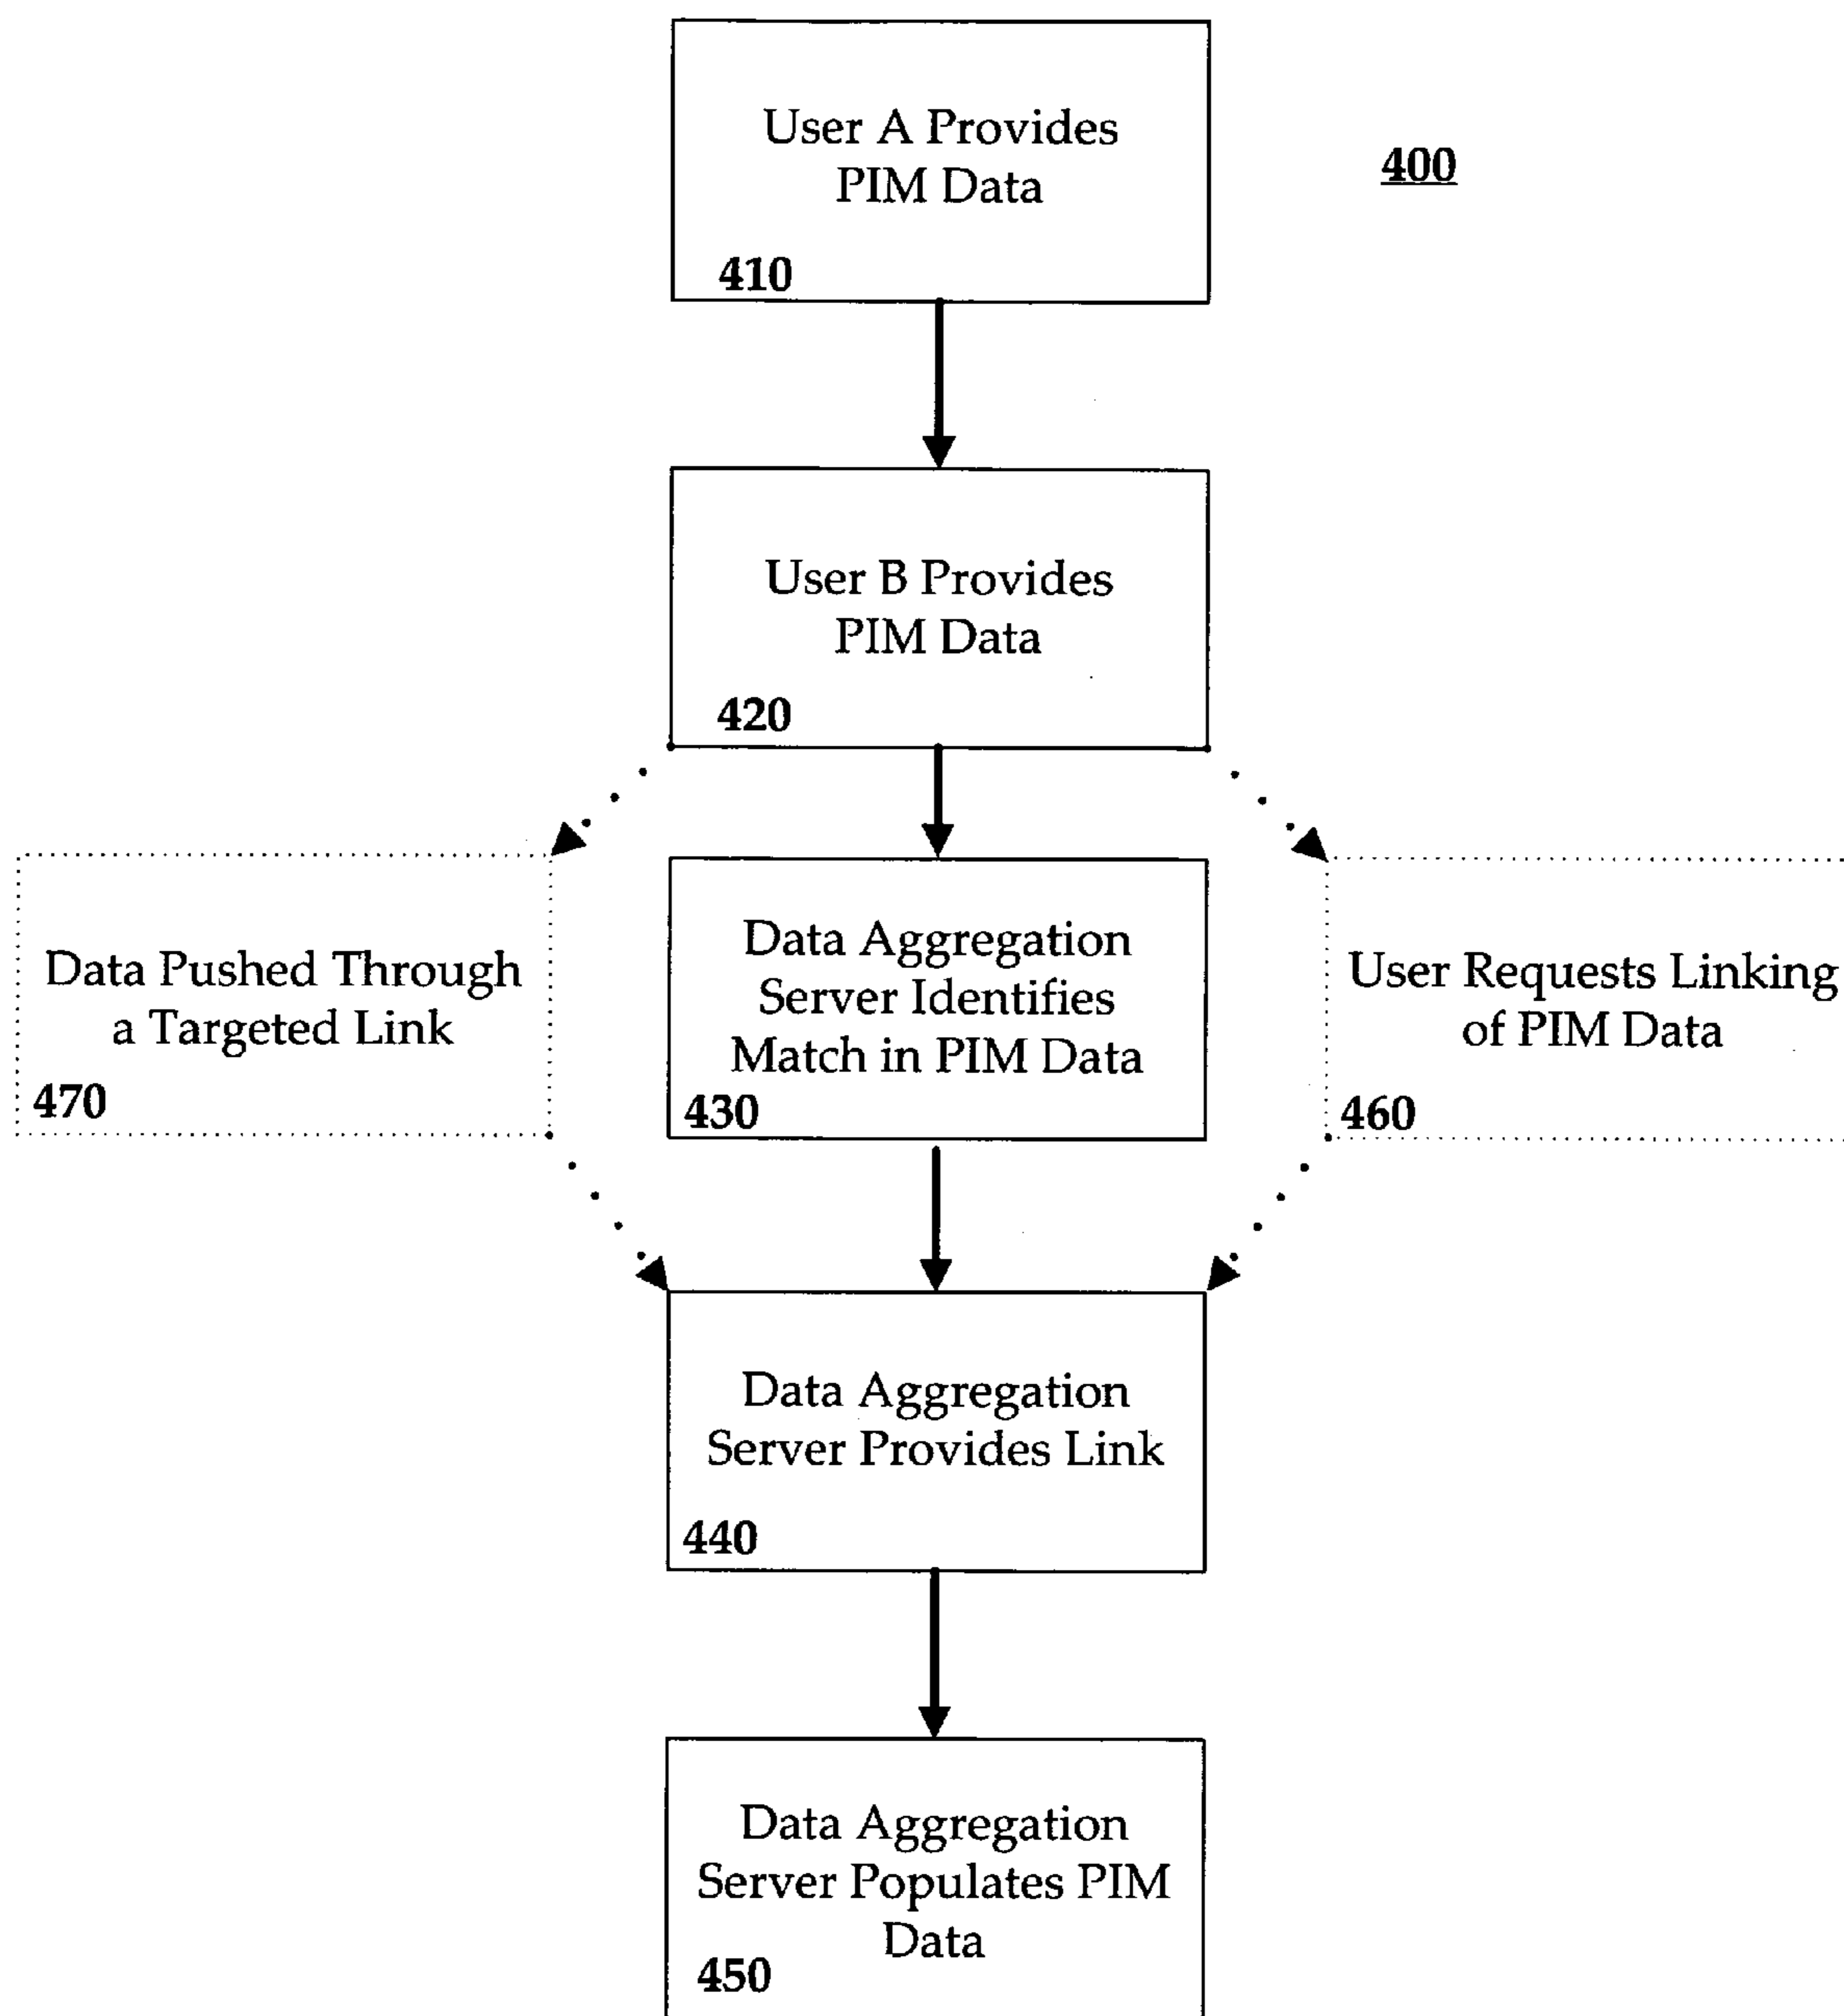 User A Provides
PIM Data
410
400
User B Provides
PIM Data
420
Data Pushed Through
a Targeted Link
470
Data Aggregation
Server Identifies
Match in PIM Data
430
User Requests Linking
of PIM Data
460
Data Aggregation
Server Provides Link
440
Data Aggregation
Server Populates PIM
Data
450